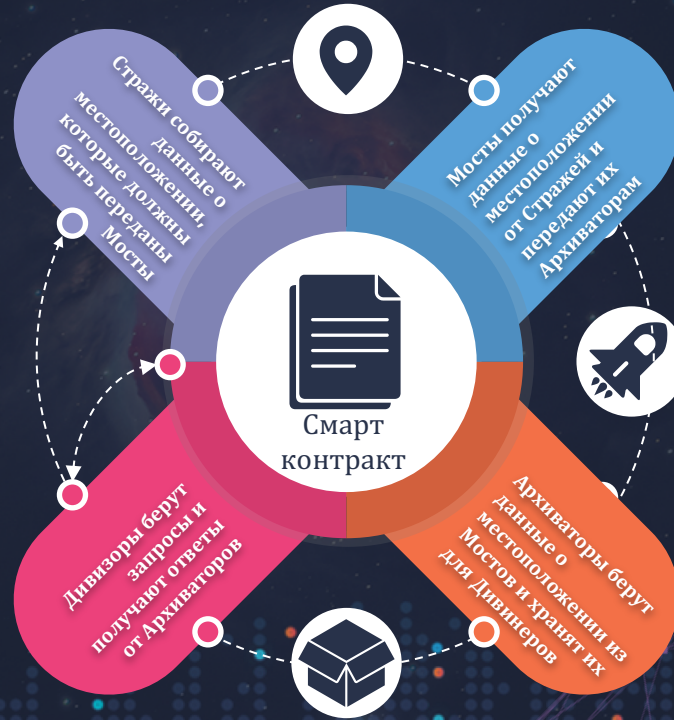 Стражи собирают
данные о
местоположении,
которые должны
быть переданы
Мосты
Мосты получают
данные о
местоположении
от Стражей и
передают их
Архиваторам
Смарт
контракт
Дивизоры берут
запросы и
получают ответы
от Архиваторов
Архиваторы берут
данные о
местоположении из
Мостов и хранят их
для Дивинеров